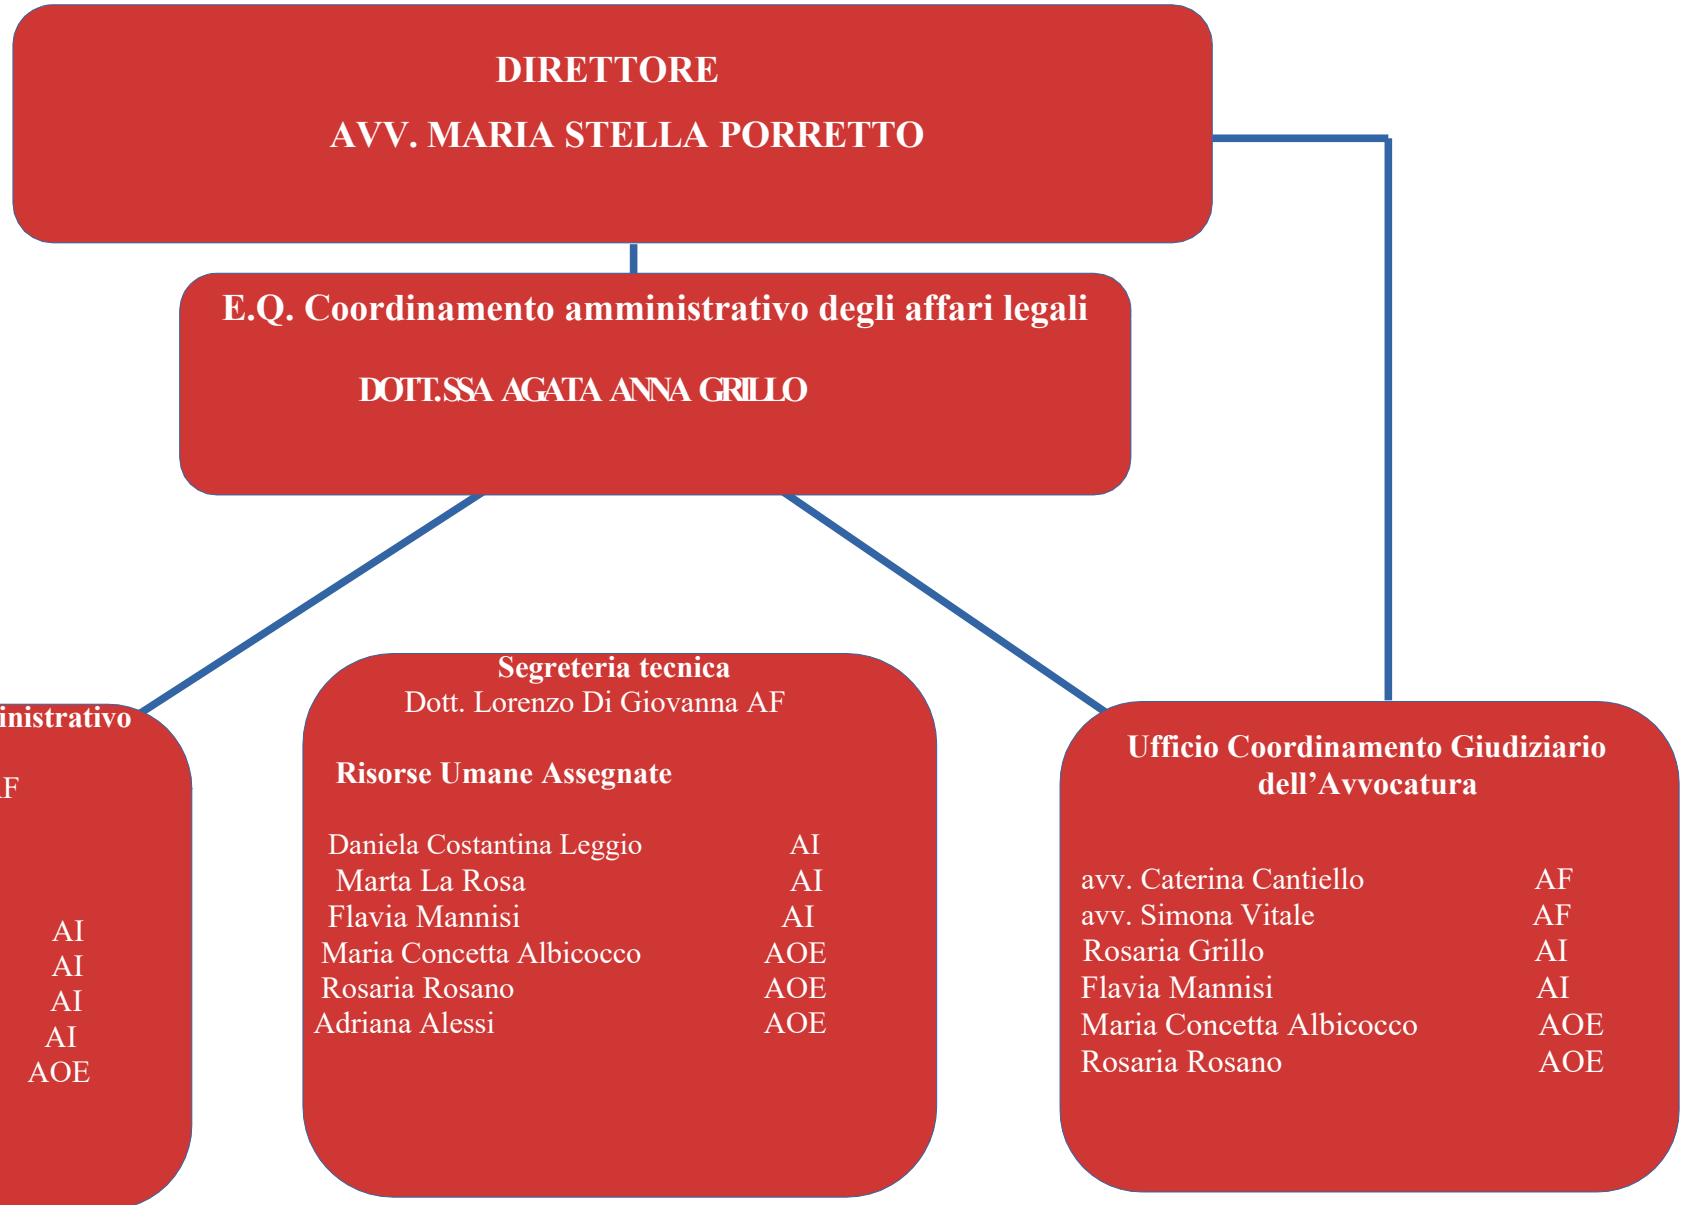 DIRETTORE
AVV. MARIA STELLA PORRETTO
E.Q. Coordinamento amministrativo degli affari legali
DOTT.SSA AGATA ANNA GRILLO
inistrativo
AI
AI
AI
AI
AOE
Segreteria tecnica
Dott. Lorenzo Di Giovanna AF
Risorse Umane Assegnate
Daniela Costantina Leggio AI
Marta La Rosa AI
Flavia Mannisi AI
Maria Concetta Albicocco AOE
Rosaria Rosano AOE
Adriana Alessi AOE
Ufficio Coordinamento Giudiziario
dell’Avvocatura
avv. Caterina Cantiello AF
avv. Simona Vitale AF
Rosaria Grillo AI
Flavia Mannisi AI
Maria Concetta Albicocco AOE
Rosaria Rosano AOE